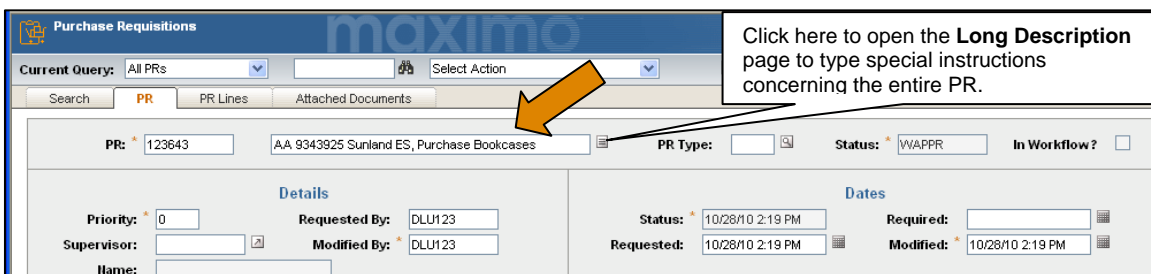 Purchase Requisitions
maximo
Click here to open the Long Description
page to type special instructions
concerning the entire PR.
Current Query: All PRs Select Action
Search PR PR Lines Attached Documents
PR: * 123643 AA 9343925 Sunland ES, Purchase Bookcases PR Type: Status: * WAPPR In Workflow?
Details Dates
Priority: * 0 Requested By: DLU123 Status: * 10/28/10 2:19 PM Required:
Supervisor: Modified By: * DLU123 Requested: 10/28/10 2:19 PM Modified: * 10/28/10 2:19 PM
Name: